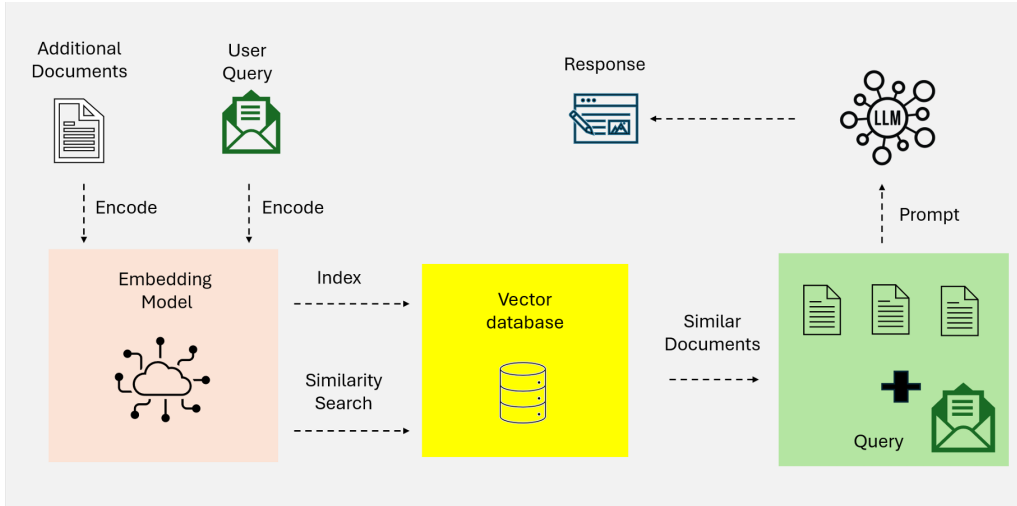 Additional
Documents
User
Query
Response
LLM
Encode
Encode
Prompt
Embedding
Model
Index
Similarity
Search
Vector
database
Similar
Documents
Query